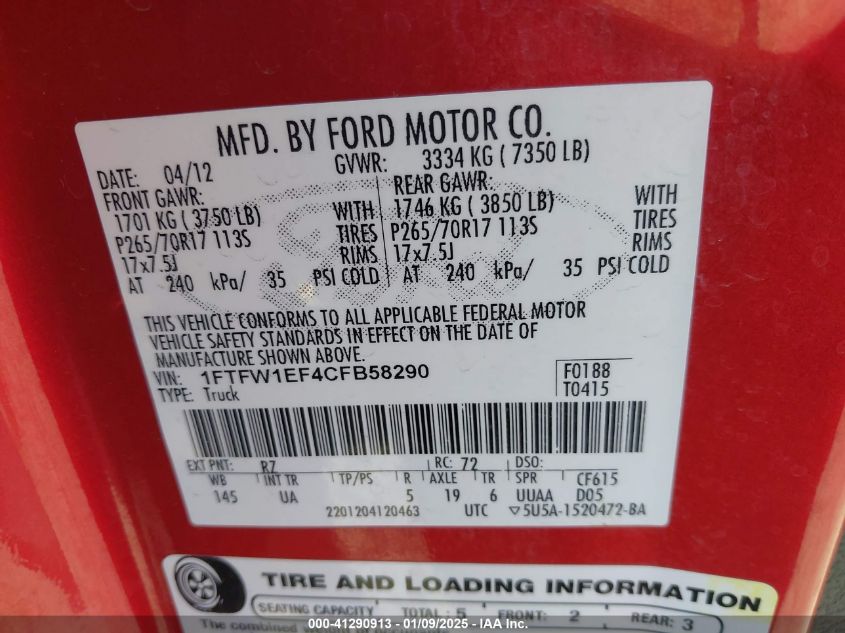 MFD. BY FORD MOTOR CO.
DATE: 04/12 GVWR: 3334 KG ( 7350 LB)
FRONT GAWR: REAR GAWR:
1701 KG ( 3750 LB) WITH 1746 KG ( 3850 LB) WITH
P265/70R17 113S TIRES P265/70R17 113S TIRES
17x7.5J RIMS 17x7.5J RIMS
AT 240 kPa/ 35 PSI COLD AT 240 kPa/ 35 PSI COLD
THIS VEHICLE CONFORMS TO ALL APPLICABLE FEDERAL MOTOR
VEHICLE SAFETY STANDARDS IN EFFECT ON THE DATE OF
MANUFACTURE SHOWN ABOVE.
VIN: 1FTFW1EF4CFB58290 F0188
TYPE: Truck T0415
EXT PNT: RZ RC: 72 DSO:
WB INT TR TP/PS R AXLE TR SPR CF615
145 UA 5 19 6 UUAA D05
2201204120463 UTC ▽5U5A-1520472-BA
TIRE AND LOADING INFORMATION
SEATING CAPACITY TOTAL: 5 FRONT: 2 REAR: 3
The combined weight of occupants
000-41290913 - 01/09/2025 - IAA Inc.